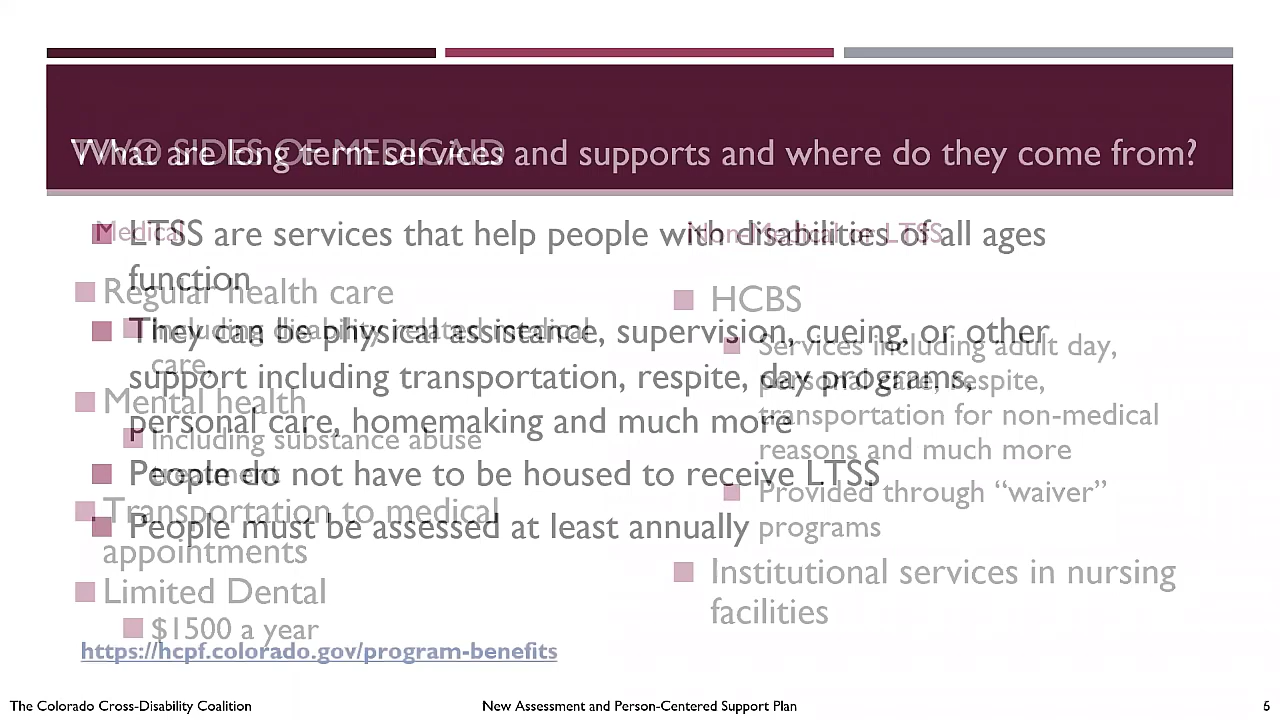 TWO SIDES OF MEDICAID
What are long term services and supports and where do they come from?
LTSS are services that help people with disabilities of all ages
function
They can be physical assistance, supervision, cueing, or other
support including transportation, respite, day programs,
personal care, homemaking and much more
People do not have to be housed to receive LTSS
People must be assessed at least annually
Medical
Regular health care
Including disability related medical
care
Mental health
Including substance abuse
treatment
Transportation to medical
appointments
Limited Dental
$1500 a year
https://hcpf.colorado.gov/program-benefits
Non-Medical or LTSS
HCBS
Services including adult day,
personal care, respite,
transportation for non-medical
reasons and much more
Provided through “waiver”
programs
Institutional services in nursing
facilities
The Colorado Cross-Disability Coalition
New Assessment and Person-Centered Support Plan